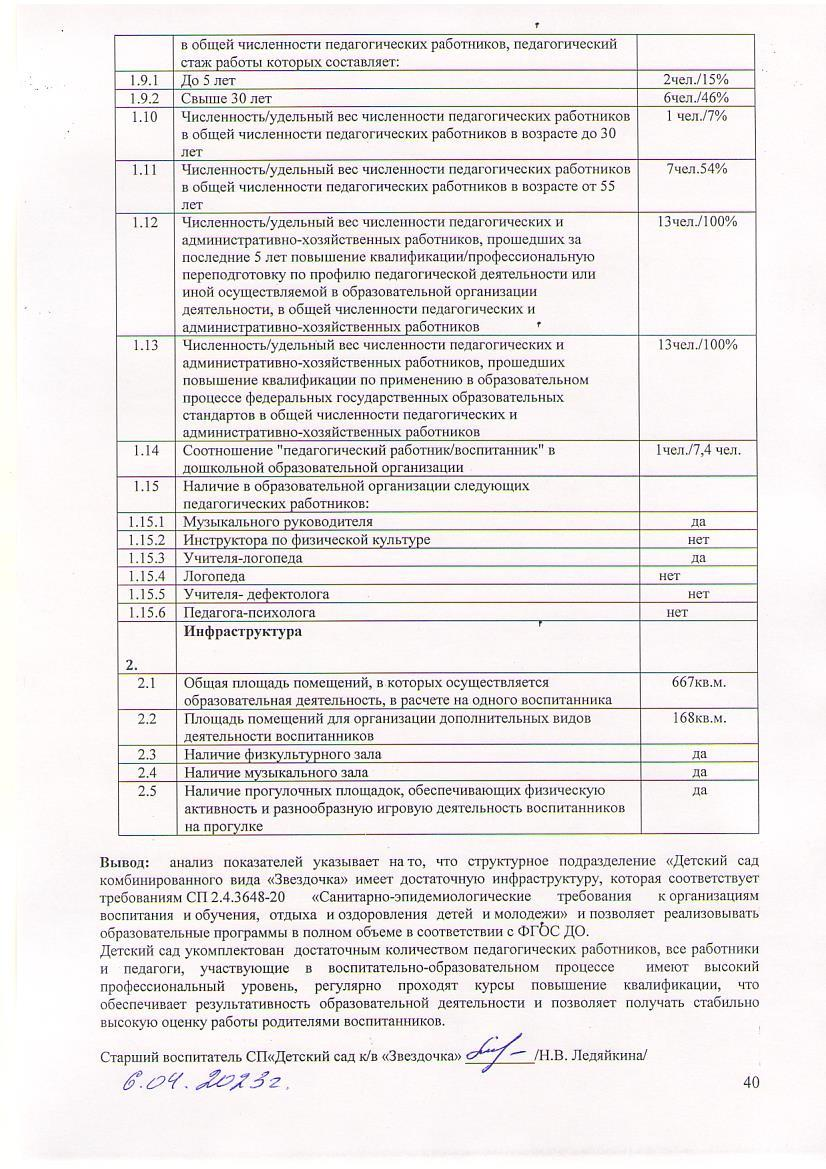 в общей численности педагогических работников, педагогический
стаж работы которых составляет:
1.9.1 До 5 лет 2чел./15%
1.9.2 Свыше 30 лет 6чел./46%
1.10 Численность/удельный вес численности педагогических работников 1 чел./7%
в общей численности педагогических работников в возрасте до 30
лет
1.11 Численность/удельный вес численности педагогических работников 7чел.54%
в общей численности педагогических работников в возрасте от 55
лет
1.12 Численность/удельный вес численности педагогических и 13чел./100%
административно-хозяйственных работников, прошедших за
последние 5 лет повышение квалификации/профессиональную
переподготовку по профилю педагогической деятельности или
иной осуществляемой в образовательной организации
деятельности, в общей численности педагогических и
административно-хозяйственных работников
1.13 Численность/удельный вес численности педагогических и 13чел./100%
административно-хозяйственных работников, прошедших
повышение квалификации по применению в образовательном
процессе федеральных государственных образовательных
стандартов в общей численности педагогических и
административно-хозяйственных работников
1.14 Соотношение "педагогический работник/воспитанник" в 1чел./7,4 чел.
дошкольной образовательной организации
1.15 Наличие в образовательной организации следующих
педагогических работников:
1.15.1 Музыкального руководителя да
1.15.2 Инструктора по физической культуре нет
1.15.3 Учителя-логопеда да
1.15.4 Логопеда нет
1.15.5 Учителя- дефектолога нет
1.15.6 Педагога-психолога нет
Инфраструктура
2.
2.1 Общая площадь помещений, в которых осуществляется 667кв.м.
образовательная деятельность, в расчете на одного воспитанника
2.2 Площадь помещений для организации дополнительных видов 168кв.м.
деятельности воспитанников
2.3 Наличие физкультурного зала да
2.4 Наличие музыкального зала да
2.5 Наличие прогулочных площадок, обеспечивающих физическую да
активность и разнообразную игровую деятельность воспитанников
на прогулке
Вывод: анализ показателей указывает на то, что структурное подразделение «Детский сад
комбинированного вида «Звездочка» имеет достаточную инфраструктуру, которая соответствует
требованиям СП 2.4.3648-20 «Санитарно-эпидемиологические требования к организациям
воспитания и обучения, отдыха и оздоровления детей и молодежи» и позволяет реализовывать
образовательные программы в полном объеме в соответствии с ФГОС ДО.
Детский сад укомплектован достаточным количеством педагогических работников, все работники
и педагоги, участвующие в воспитательно-образовательном процессе имеют высокий
профессиональный уровень, регулярно проходят курсы повышение квалификации, что
обеспечивает результативность образовательной деятельности и позволяет получать стабильно
высокую оценку работы родителями воспитанников.
Старший воспитатель СП«Детский сад к/в «Звездочка» /Н.В. Ледяйкина/
6.04.2023г.
40